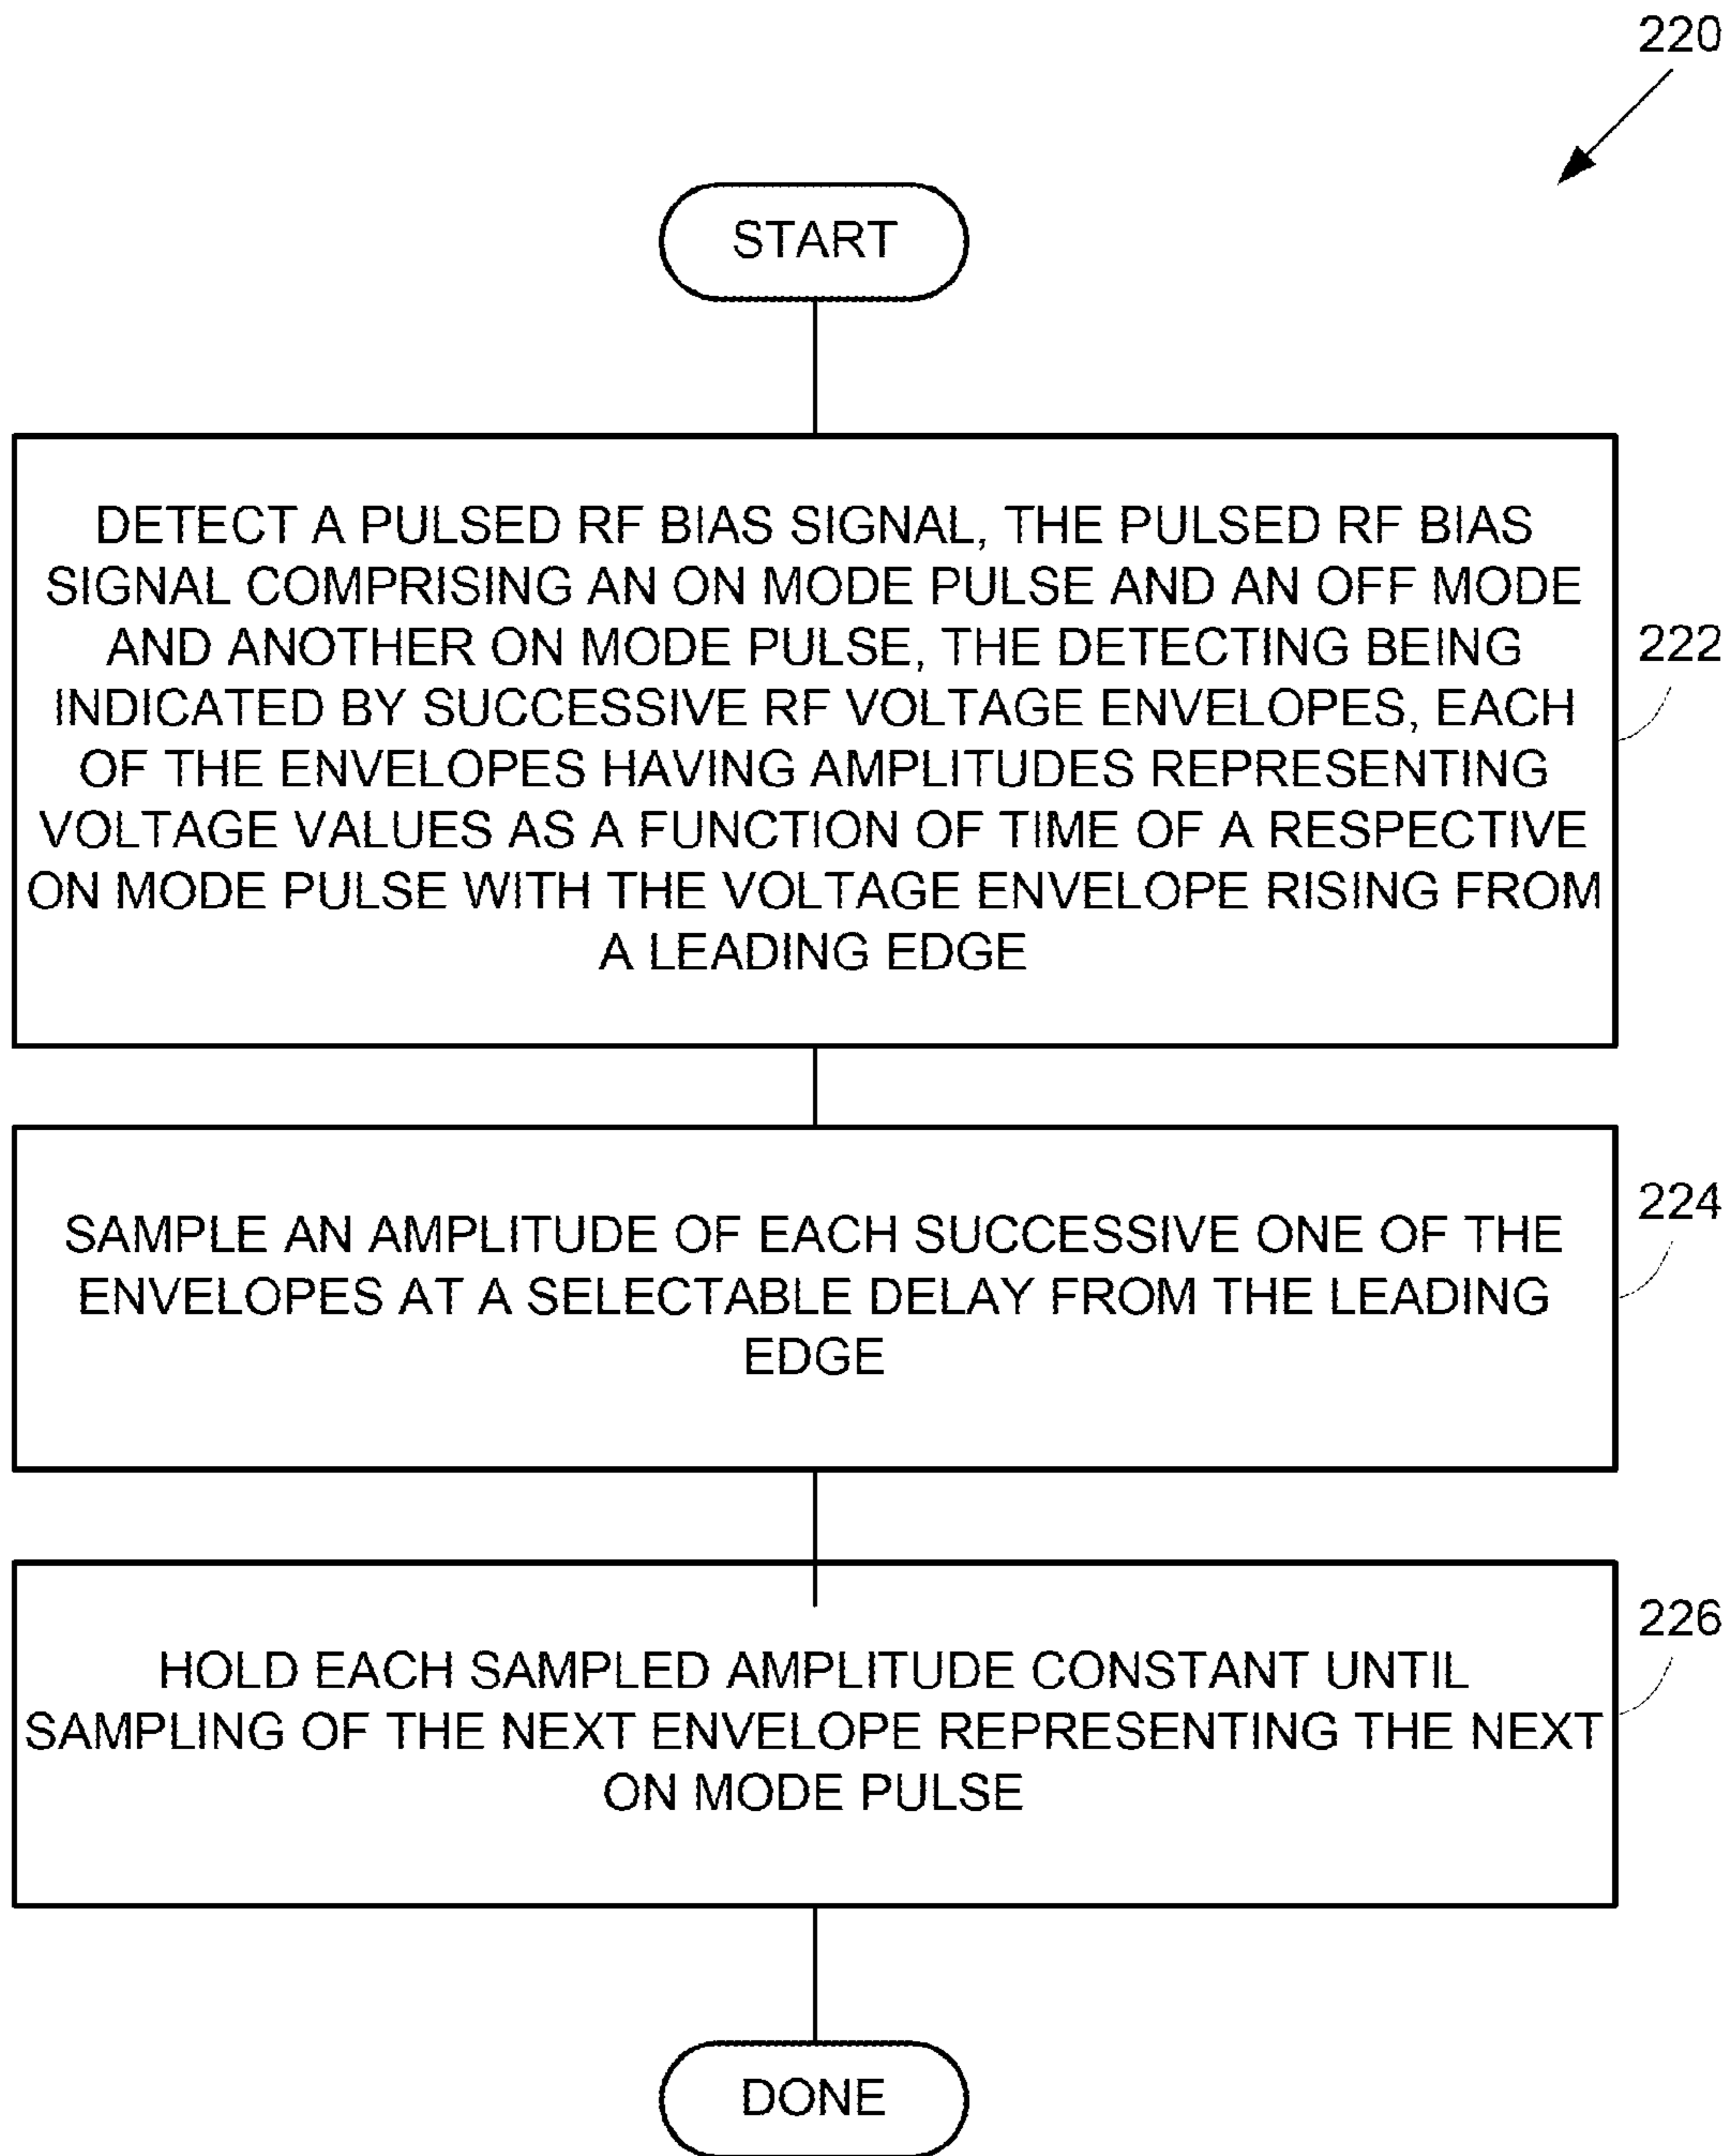 220
START
DETECT A PULSED RF BIAS SIGNAL, THE PULSED RF BIAS
SIGNAL COMPRISING AN ON MODE PULSE AND AN OFF MODE
AND ANOTHER ON MODE PULSE, THE DETECTING BEING
INDICATED BY SUCCESSIVE RF VOLTAGE ENVELOPES, EACH
OF THE ENVELOPES HAVING AMPLITUDES REPRESENTING
VOLTAGE VALUES AS A FUNCTION OF TIME OF A RESPECTIVE
ON MODE PULSE WITH THE VOLTAGE ENVELOPE RISING FROM
A LEADING EDGE
222
SAMPLE AN AMPLITUDE OF EACH SUCCESSIVE ONE OF THE
ENVELOPES AT A SELECTABLE DELAY FROM THE LEADING
EDGE
224
HOLD EACH SAMPLED AMPLITUDE CONSTANT UNTIL
SAMPLING OF THE NEXT ENVELOPE REPRESENTING THE NEXT
ON MODE PULSE
226
DONE